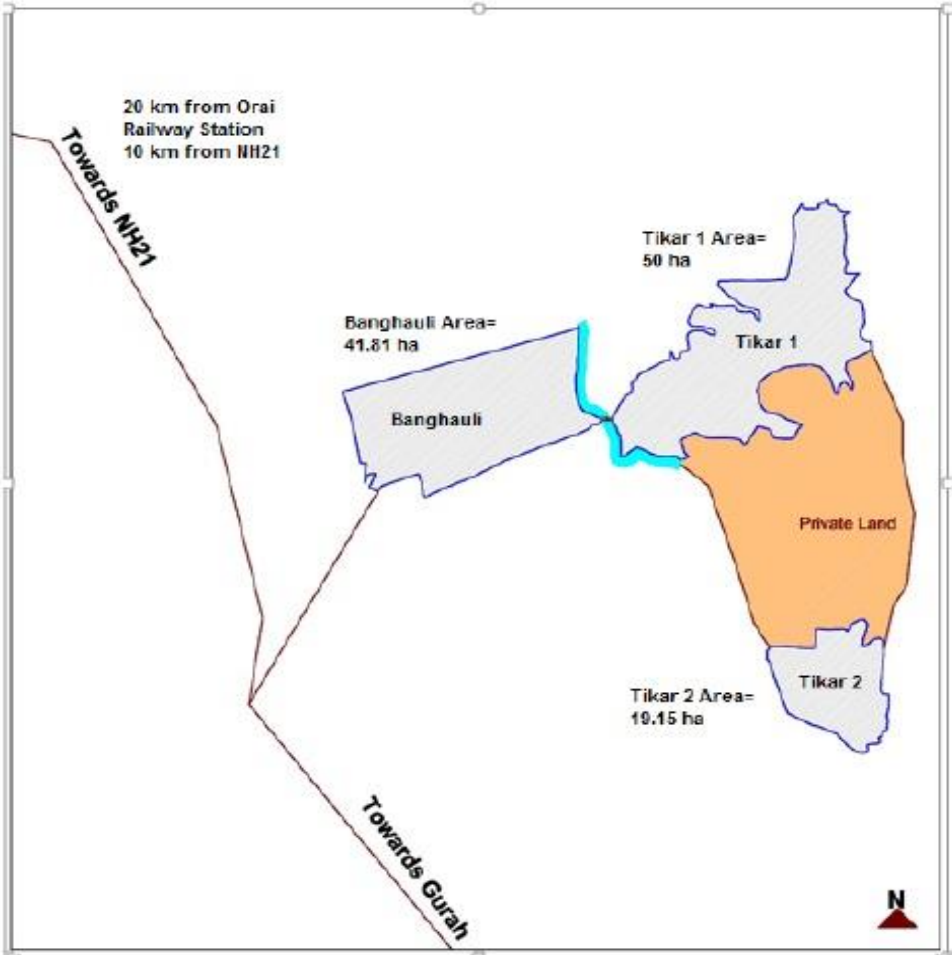 20 km from Orai
Railway Station
10 km from NH21
Towards NH21
Tikar 1 Area=
50 ha
Banghauli Area=
41.81 ha
Tikar 1
Banghauli
Private Land
Tikar 2 Area=
19.15 ha
Tikar 2
Towards Gurah
N